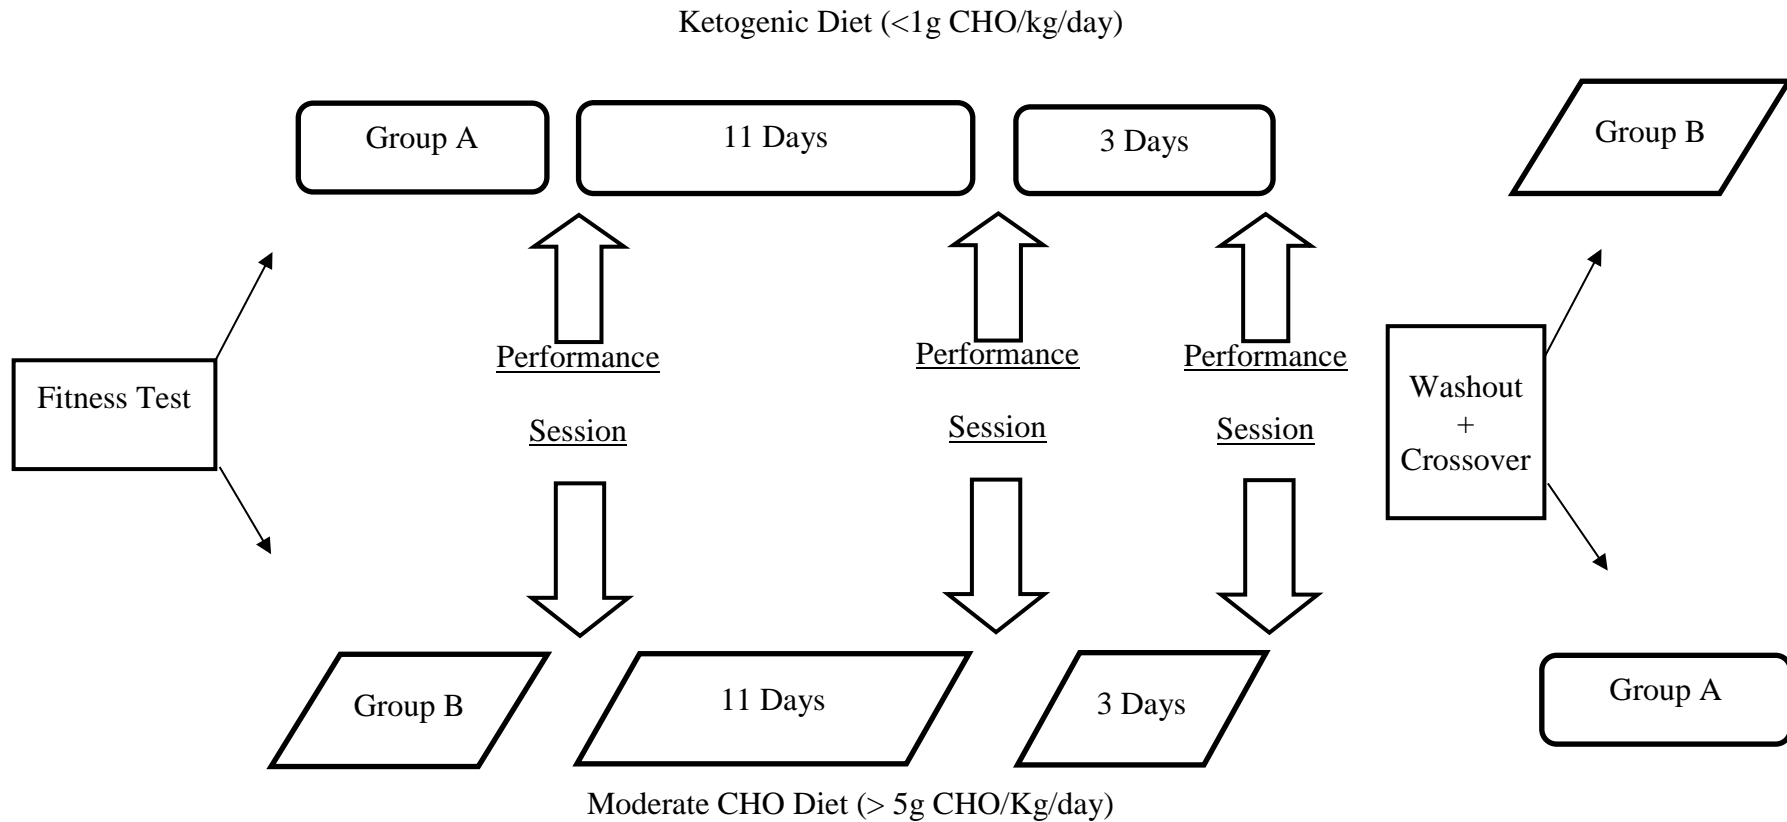 Ketogenic Diet (<1g CHO/kg/day)
Group A
11 Days
3 Days
Group B
Performance
Session
Performance
Session
Performance
Session
Fitness Test
Washout
+
Crossover
Group B
11 Days
3 Days
Group A
Moderate CHO Diet (> 5g CHO/Kg/day)